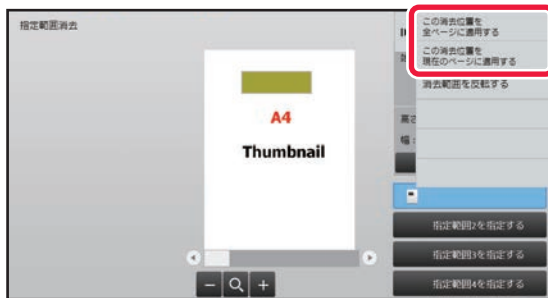 指定範囲消去
この消去位置を
全ページに適用する
この消去位置を
現在のページに適用する
消去範囲を反転する
A4
Thumbnail
高さ
幅:
指定範囲2を指定する
指定範囲3を指定する
指定範囲4を指定する